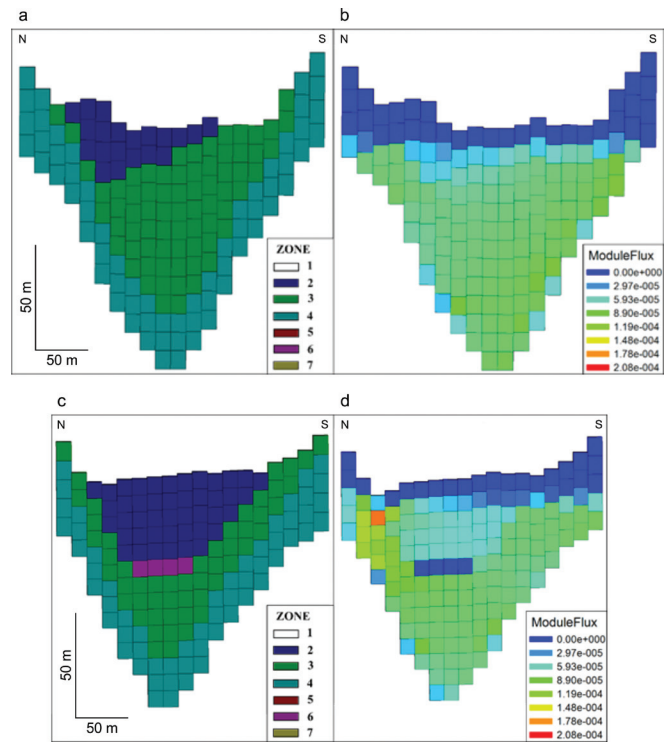 a
b
N
S
N
S
50 m
50 m
ZONE
1
2
3
4
5
6
7
ModuleFlux
0.00e+000
2.97e-005
5.93e-005
8.90e-005
1.19e-004
1.48e-004
1.78e-004
2.08e-004
c
d
N
S
N
S
50 m
50 m
ZONE
1
2
3
4
5
6
7
ModuleFlux
0.00e+000
2.97e-005
5.93e-005
8.90e-005
1.19e-004
1.48e-004
1.78e-004
2.08e-004